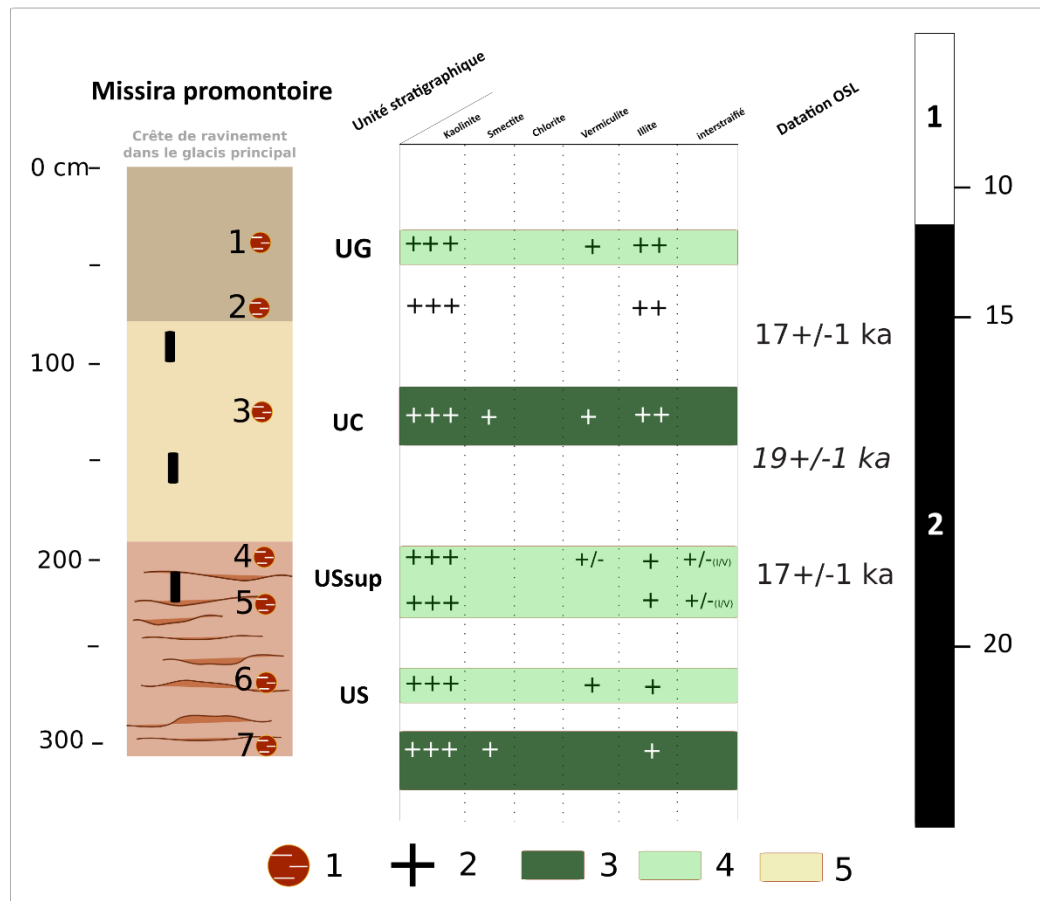 Missira promontoire
Crête de ravinement
dans le glacis principal
Unité stratigraphique
Kaolinite
Smectite
Chlorite
Vermiculite
Illite
interstraifié
Datation OSL
0 cm
100
200
300
1
2
3
4
5
6
7
UG
+++ + ++
+++ ++
UC
+++ + + ++
USsup
+++ +/- + +/-(I/V)
+++ + +/-(I/V)
US
+++ + +
+++ + +
17+/-1 ka
19+/-1 ka
17+/-1 ka
1
2
10
15
20
1
2
3
4
5